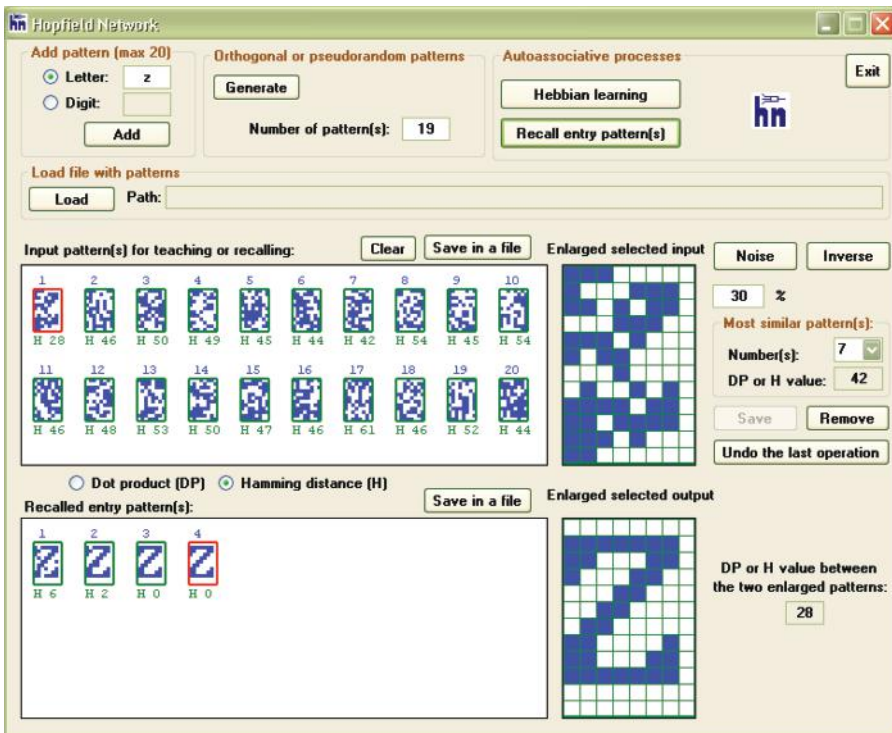 hn Hopfield Network
Add pattern (max 20)
Letter: z
Digit:
Add
Orthogonal or pseudorandom patterns
Generate
Number of pattern(s): 19
Autoassociative processes
Hebbian learning
Recall entry pattern(s)
hn
Exit
Load file with patterns
Load Path:
Input pattern(s) for teaching or recalling: Clear Save in a file
1 2 3 4 5 6 7 8 9 10
H 28 H 46 H 50 H 49 H 45 H 44 H 42 H 54 H 45 H 54
11 12 13 14 15 16 17 18 19 20
H 46 H 48 H 53 H 50 H 47 H 46 H 61 H 46 H 52 H 44
Enlarged selected input
Noise Inverse
30 %
Most similar pattern(s):
Number(s): 7
DP or H value: 42
Save Remove
Undo the last operation
Dot product (DP) Hamming distance (H)
Recalled entry pattern(s): Save in a file
1 2 3 4
H 6 H 2 H 0 H 0
Enlarged selected output
DP or H value between
the two enlarged patterns:
28